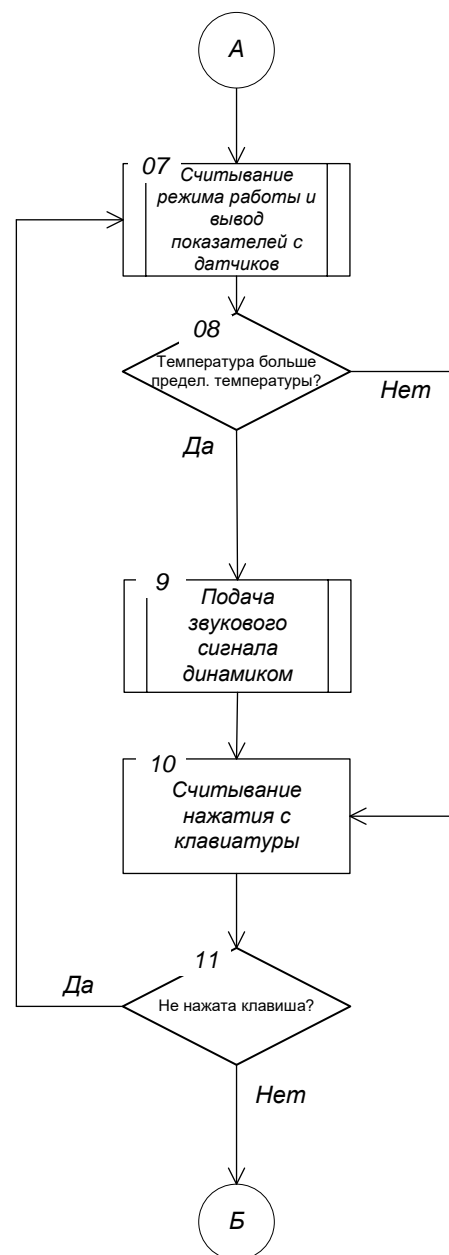 А
07
Считывание
режима работы и
вывод
показателей с
датчиков
08
Температура больше
предел. температуры?
Нет
Да
9
Подача
звукового
сигнала
динамиком
10
Считывание
нажатия с
клавиатуры
11
Да
Не нажата клавиша?
Нет
Б